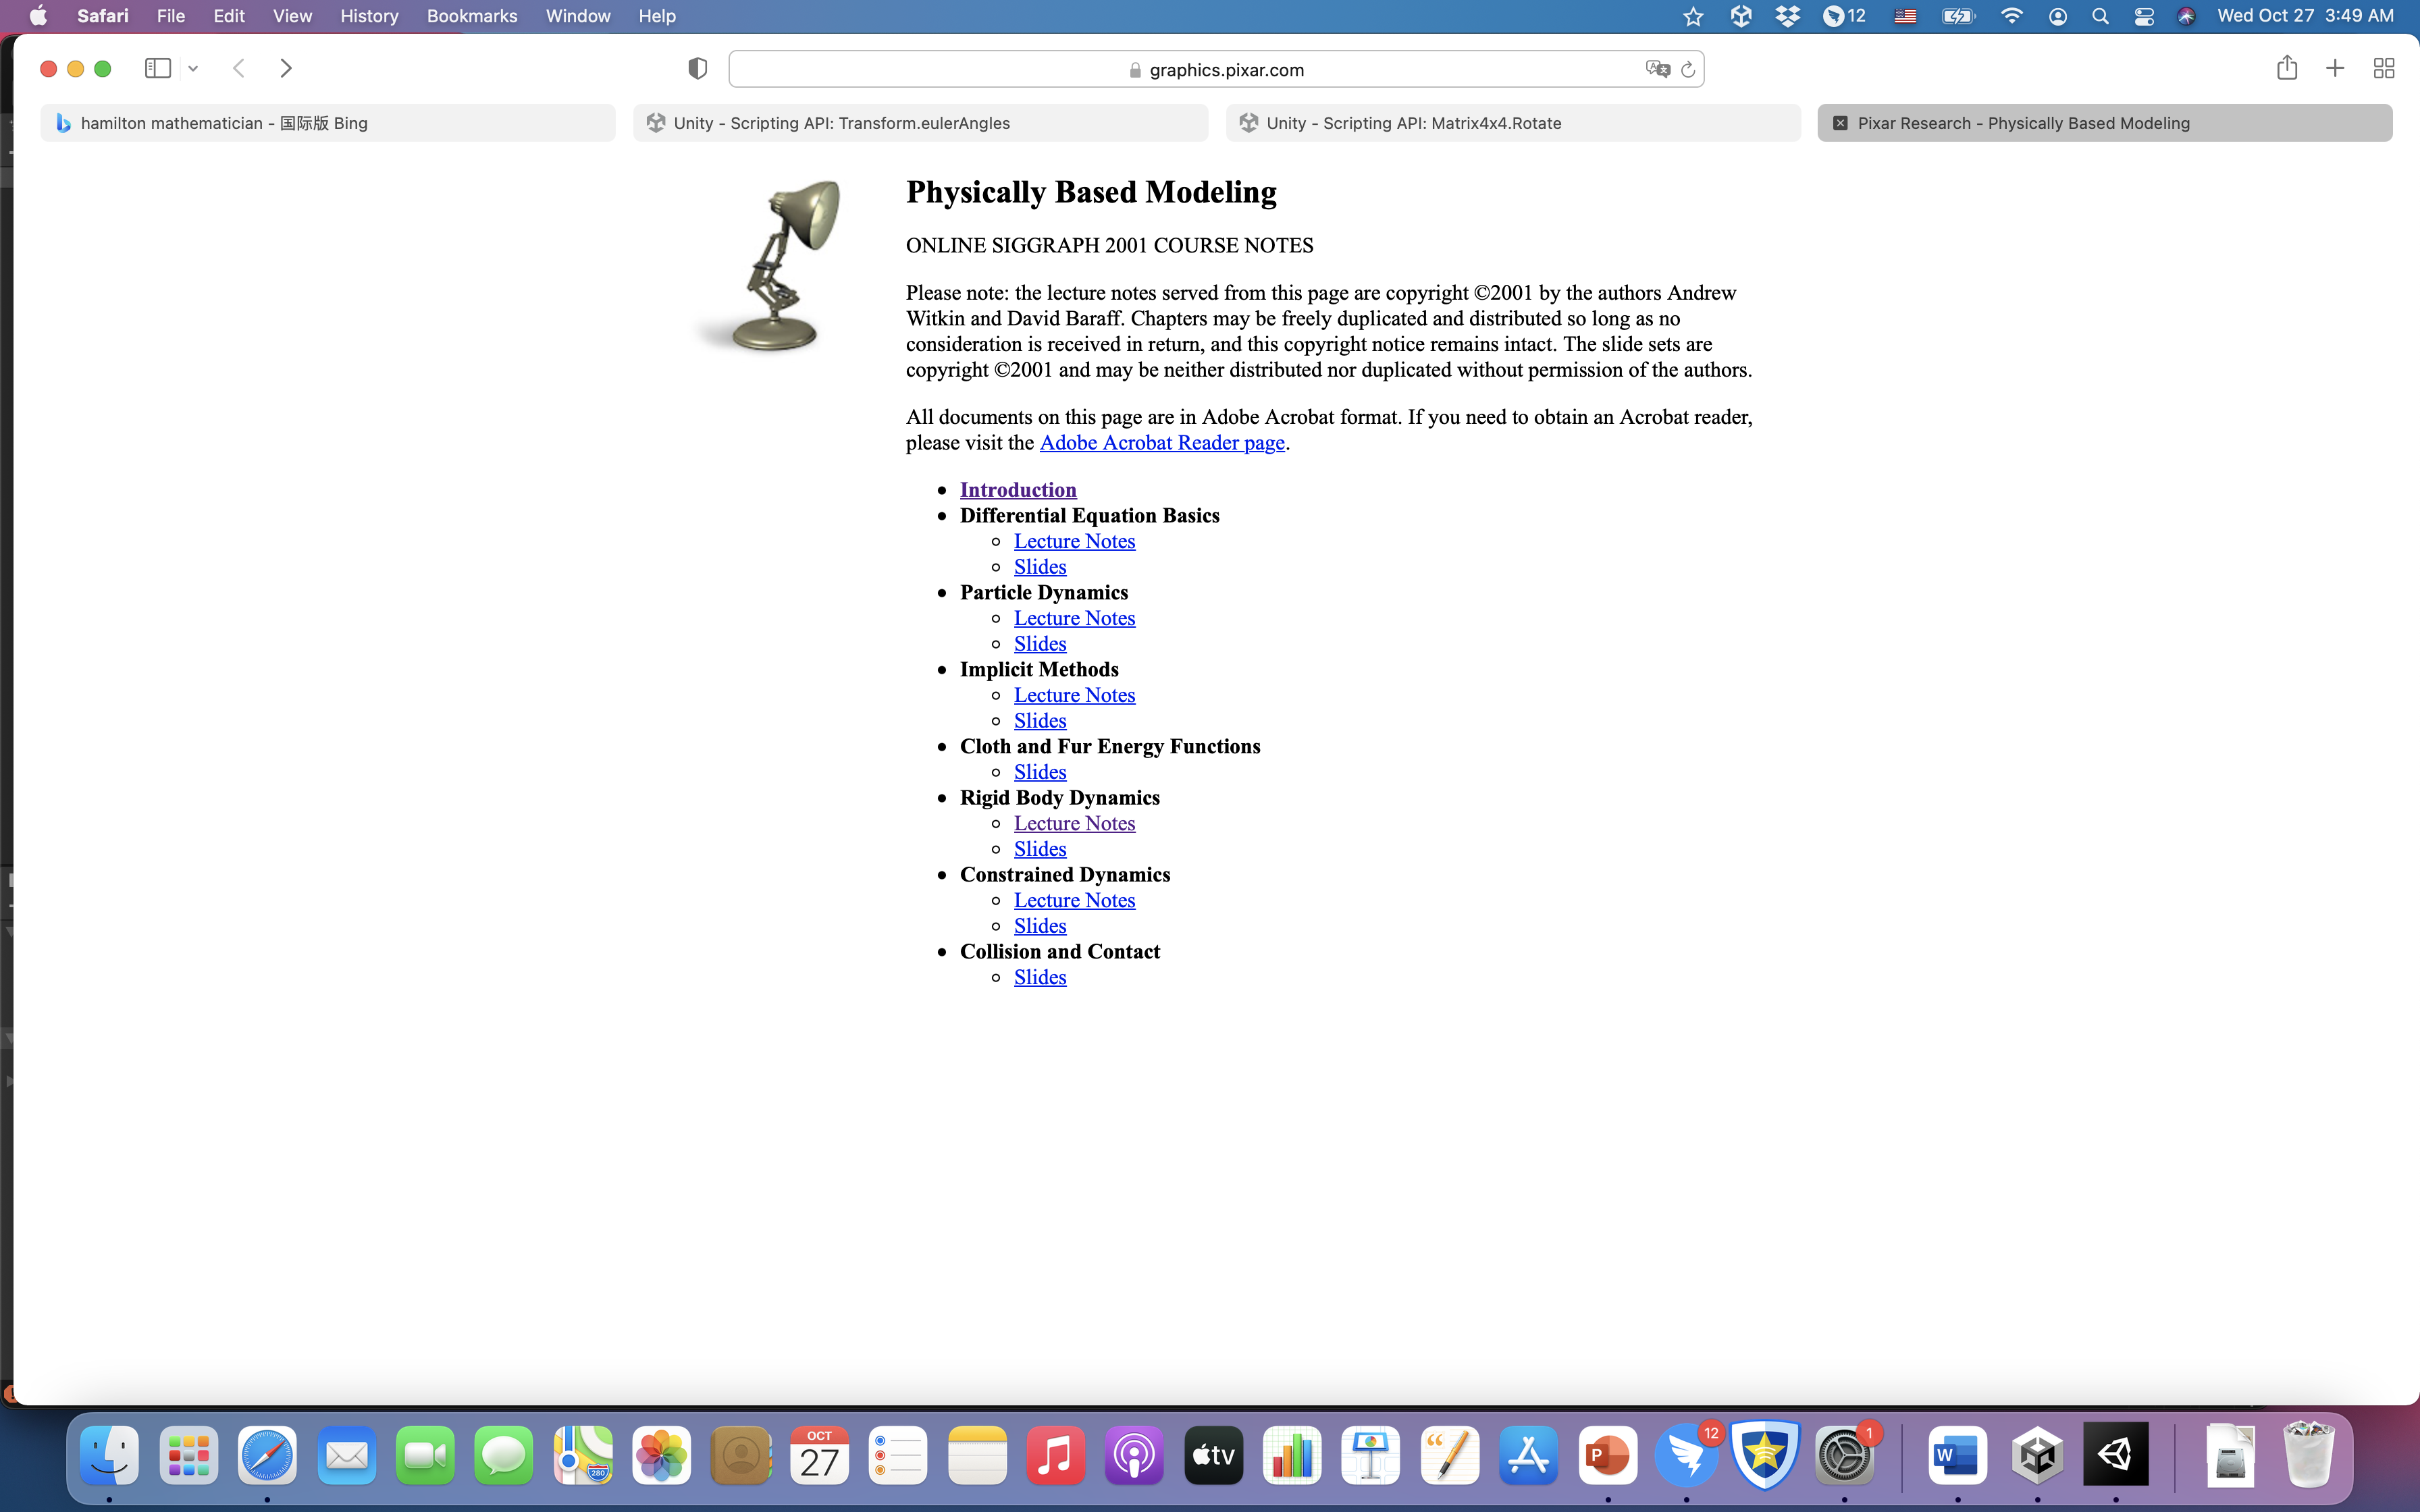 Safari File Edit View History Bookmarks Window Help 12 Wed Oct 27 3:49 AM
graphics.pixar.com
hamilton mathematician - 国际版 Bing
Unity - Scripting API: Transform.eulerAngles
Unity - Scripting API: Matrix4x4.Rotate
Pixar Research - Physically Based Modeling
Physically Based Modeling
ONLINE SIGGRAPH 2001 COURSE NOTES
Please note: the lecture notes served from this page are copyright ©2001 by the authors Andrew
Witkin and David Baraff. Chapters may be freely duplicated and distributed so long as no
consideration is received in return, and this copyright notice remains intact. The slide sets are
copyright ©2001 and may be neither distributed nor duplicated without permission of the authors.
All documents on this page are in Adobe Acrobat format. If you need to obtain an Acrobat reader,
please visit the Adobe Acrobat Reader page.
Introduction
Differential Equation Basics
Lecture Notes
Slides
Particle Dynamics
Lecture Notes
Slides
Implicit Methods
Lecture Notes
Slides
Cloth and Fur Energy Functions
Slides
Rigid Body Dynamics
Lecture Notes
Slides
Constrained Dynamics
Lecture Notes
Slides
Collision and Contact
Slides
280
OCT
27
tv
P
12
1
W